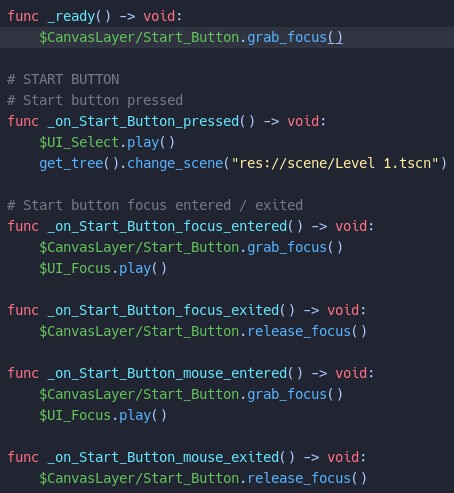 func _ready() -> void:
    $CanvasLayer/Start_Button.grab_focus()
# START BUTTON
# Start button pressed
func _on_Start_Button_pressed() -> void:
    $UI_Select.play()
    get_tree().change_scene("res://scene/Level 1.tscn")
# Start button focus entered / exited
func _on_Start_Button_focus_entered() -> void:
    $CanvasLayer/Start_Button.grab_focus()
    $UI_Focus.play()
func _on_Start_Button_focus_exited() -> void:
    $CanvasLayer/Start_Button.release_focus()
func _on_Start_Button_mouse_entered() -> void:
    $CanvasLayer/Start_Button.grab_focus()
    $UI_Focus.play()
func _on_Start_Button_mouse_exited() -> void:
    $CanvasLayer/Start_Button.release_focus()